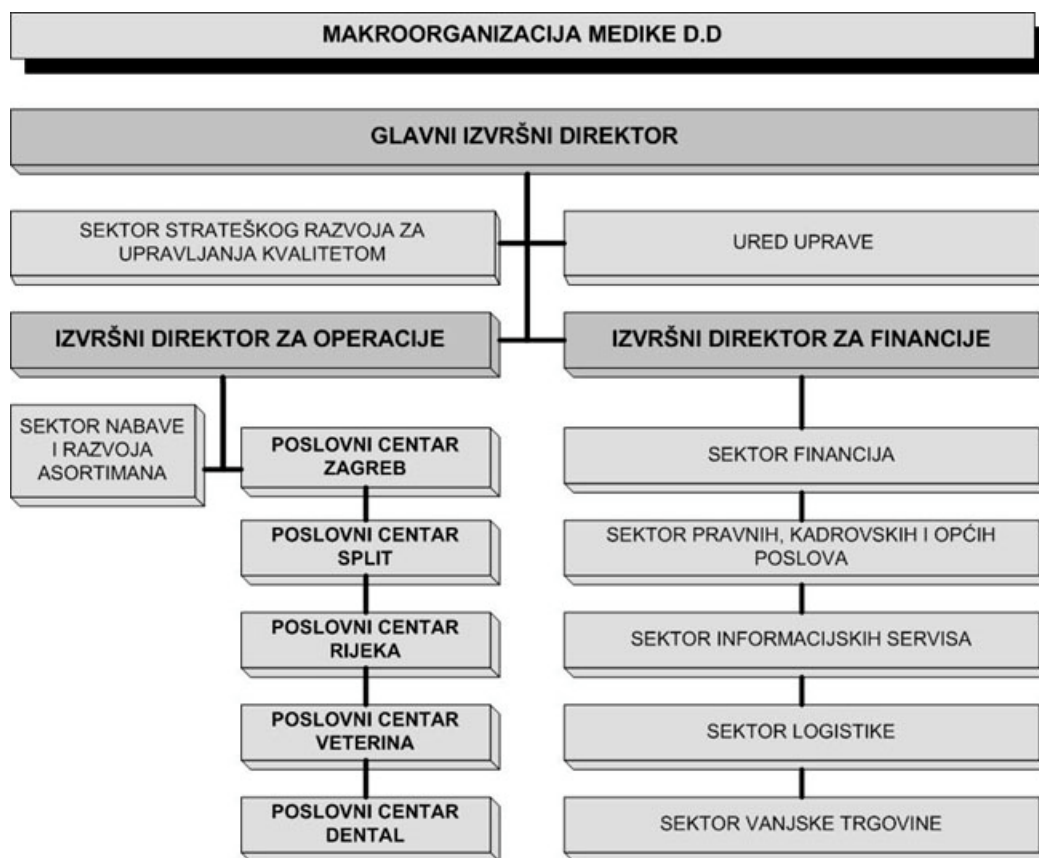 MAKROORGANIZACIJA MEDIKE D.D
GLAVNI IZVRŠNI DIREKTOR
SEKTOR STRATEŠKOG RAZVOJA ZA
UPRAVLJANJA KVALITETOM
URED UPRAVE
IZVRŠNI DIREKTOR ZA OPERACIJE
IZVRŠNI DIREKTOR ZA FINANCIJE
SEKTOR NABAVE
I RAZVOJA
ASORTIMANA
POSLOVNI CENTAR
ZAGREB
POSLOVNI CENTAR
SPLIT
POSLOVNI CENTAR
RIJEKA
POSLOVNI CENTAR
VETERINA
POSLOVNI CENTAR
DENTAL
SEKTOR FINANCIJA
SEKTOR PRAVNIH, KADROVSKIH I OPĆIH
POSLOVA
SEKTOR INFORMACIJSKIH SERVISA
SEKTOR LOGISTIKE
SEKTOR VANJSKE TRGOVINE